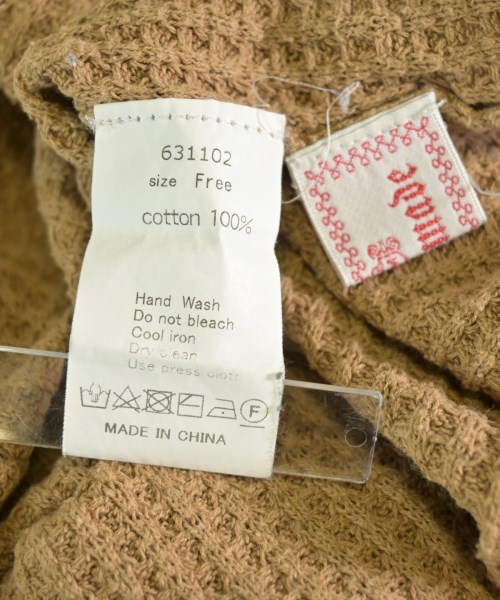 631102
size Free
cotton 100%
Hand Wash
Do not bleach
Cool iron
Dry clean
Use press cloth
F
MADE IN CHINA